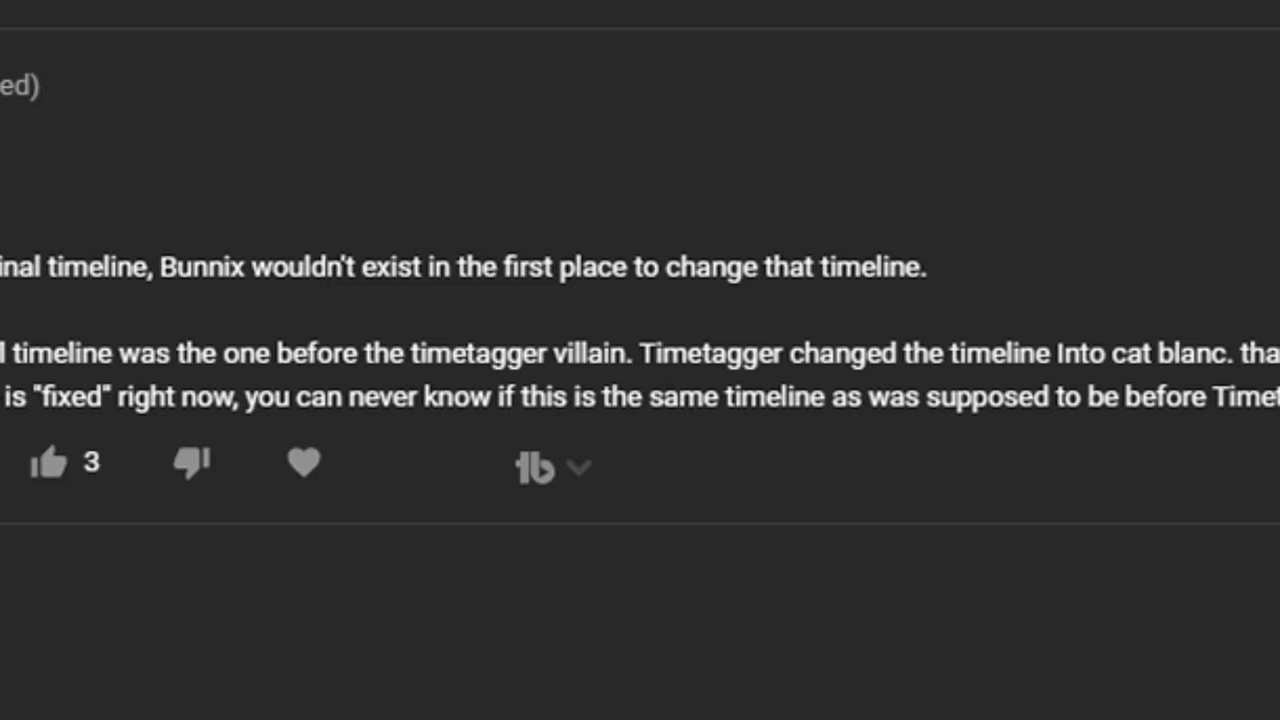 ed)
inal timeline, Bunnix wouldn't exist in the first place to change that timeline.
l timeline was the one before the timetagger villain. Timetagger changed the timeline Into cat blanc. tha
is "fixed" right now, you can never know if this is the same timeline as was supposed to be before Timet
3